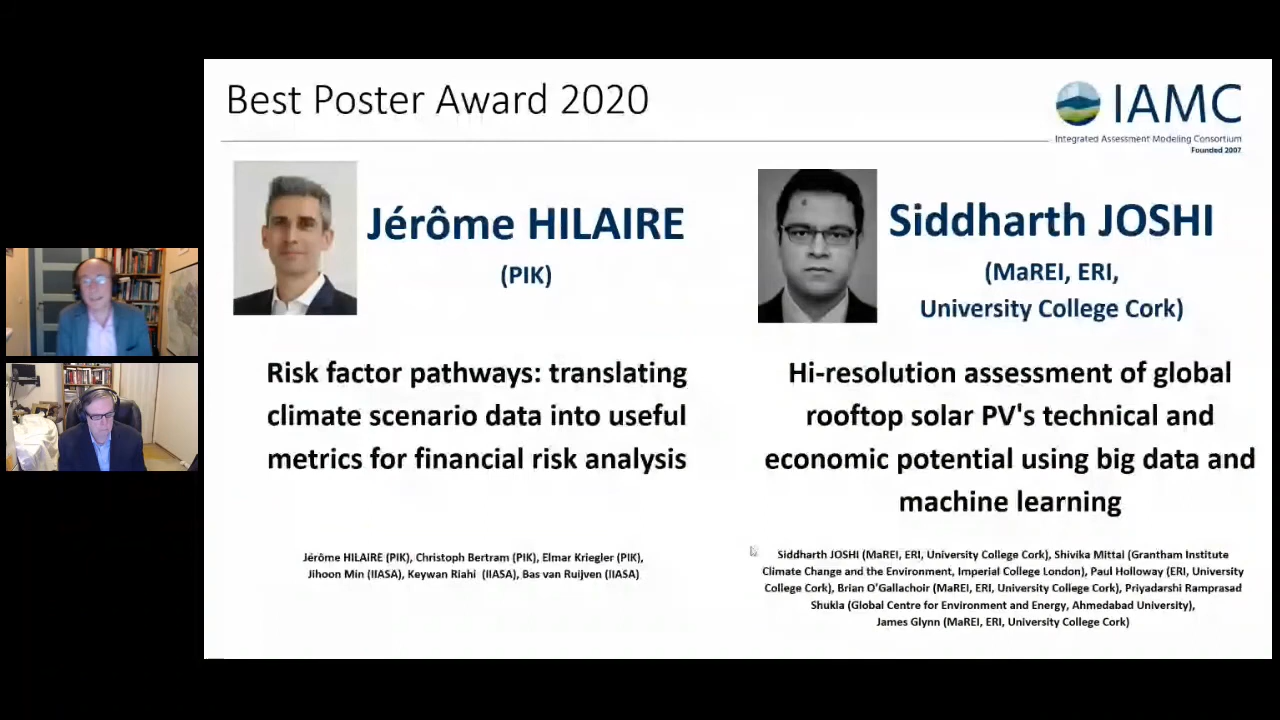 Best Poster Award 2020
IAMC
Integrated Assessment Modeling Consortium
Founded 2007
Jérôme HILAIRE
(PIK)
Risk factor pathways: translating
climate scenario data into useful
metrics for financial risk analysis
Jérôme HILAIRE (PIK), Christoph Bertram (PIK), Elmar Kriegler (PIK),
Jihoon Min (IIASA), Keywan Riahi (IIASA), Bas van Ruijven (IIASA)
Siddharth JOSHI
(MaREI, ERI,
University College Cork)
Hi-resolution assessment of global
rooftop solar PV's technical and
economic potential using big data and
machine learning
Siddharth JOSHI (MaREI, ERI, University College Cork), Shivika Mittal (Grantham Institute
Climate Change and the Environment, Imperial College London), Paul Holloway (ERI, University
College Cork), Brian O'Gallachoir (MaREI, ERI, University College Cork), Priyadarshi Ramprasad
Shukla (Global Centre for Environment and Energy, Ahmedabad University),
James Glynn (MaREI, ERI, University College Cork)